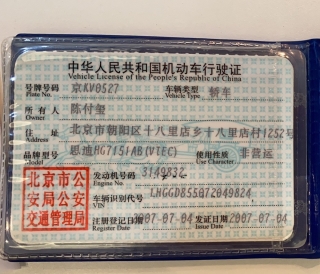 中华人民共和国机动车行驶证
Vehicle License of the People's Republic of China
号牌号码 京KV0527 车辆类型 轿车
Plate No. Vehicle Type
所有人 陈付玺
Owner
住址 北京市朝阳区十八里店乡十八里店村1252号
Address
品牌型号 思迪HG7151AB(VTEC) 使用性质 非营运
Model Use Character
北京市公安局公安交通管理局
发动机号码 3149832
Engine No.
车辆识别代号 LHGGD855072049824
VIN
注册登记日期 2007-07-04 发证日期 2007-07-04
Register Date Issue Date